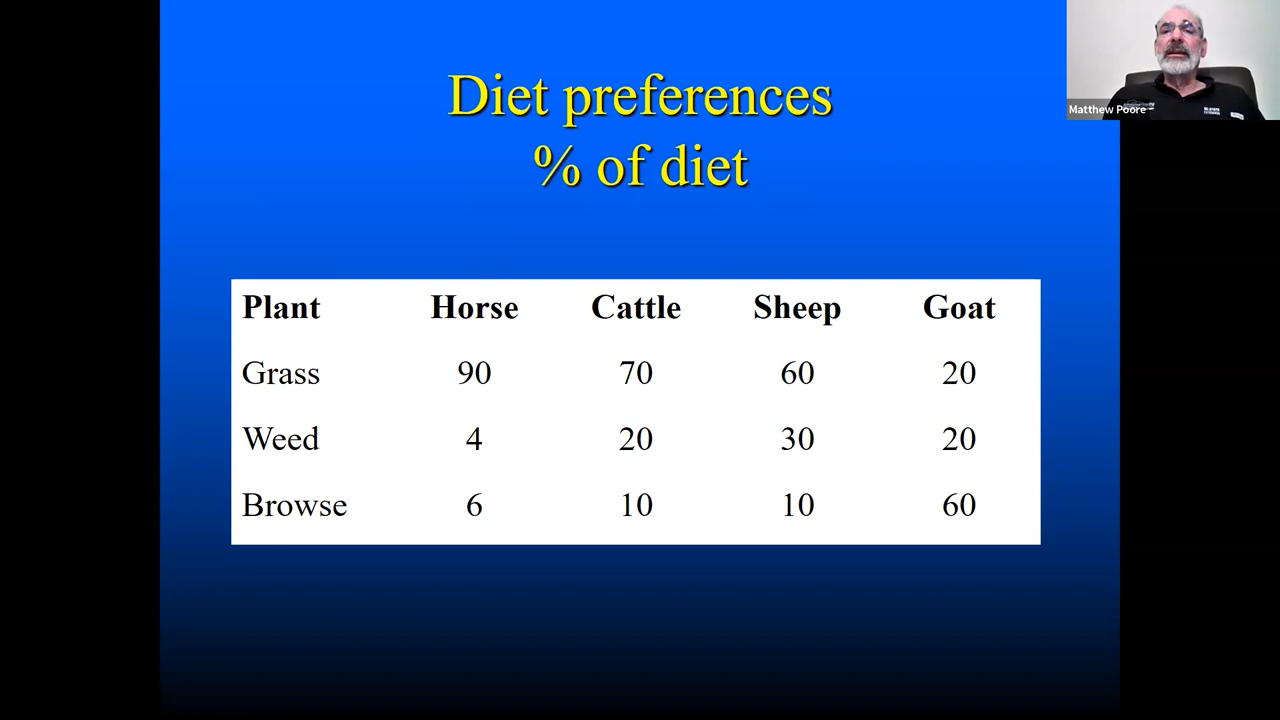 Diet preferences
% of diet
Plant Horse Cattle Sheep Goat
Grass 90 70 60 20
Weed 4 20 30 20
Browse 6 10 10 60
Matthew Poore